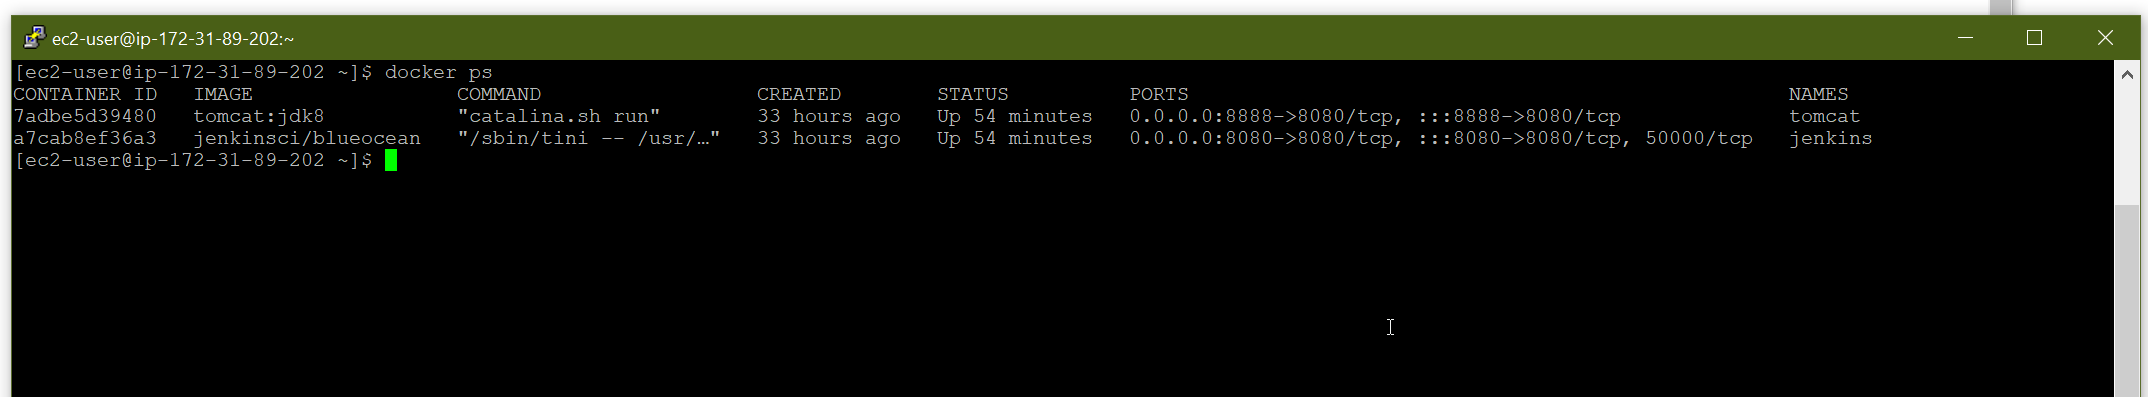 ec2-user@ip-172-31-89-202:~
[ec2-user@ip-172-31-89-202 ~]$ docker ps
CONTAINER ID   IMAGE                 COMMAND                  CREATED        STATUS          PORTS                                                  NAMES
7adbe5d39480   tomcat:jdk8           "catalina.sh run"        33 hours ago   Up 54 minutes   0.0.0.0:8888->8080/tcp, :::8888->8080/tcp              tomcat
a7cab8ef36a3   jenkinsci/blueocean   "/sbin/tini -- /usr/…"   33 hours ago   Up 54 minutes   0.0.0.0:8080->8080/tcp, :::8080->8080/tcp, 50000/tcp   jenkins
[ec2-user@ip-172-31-89-202 ~]$